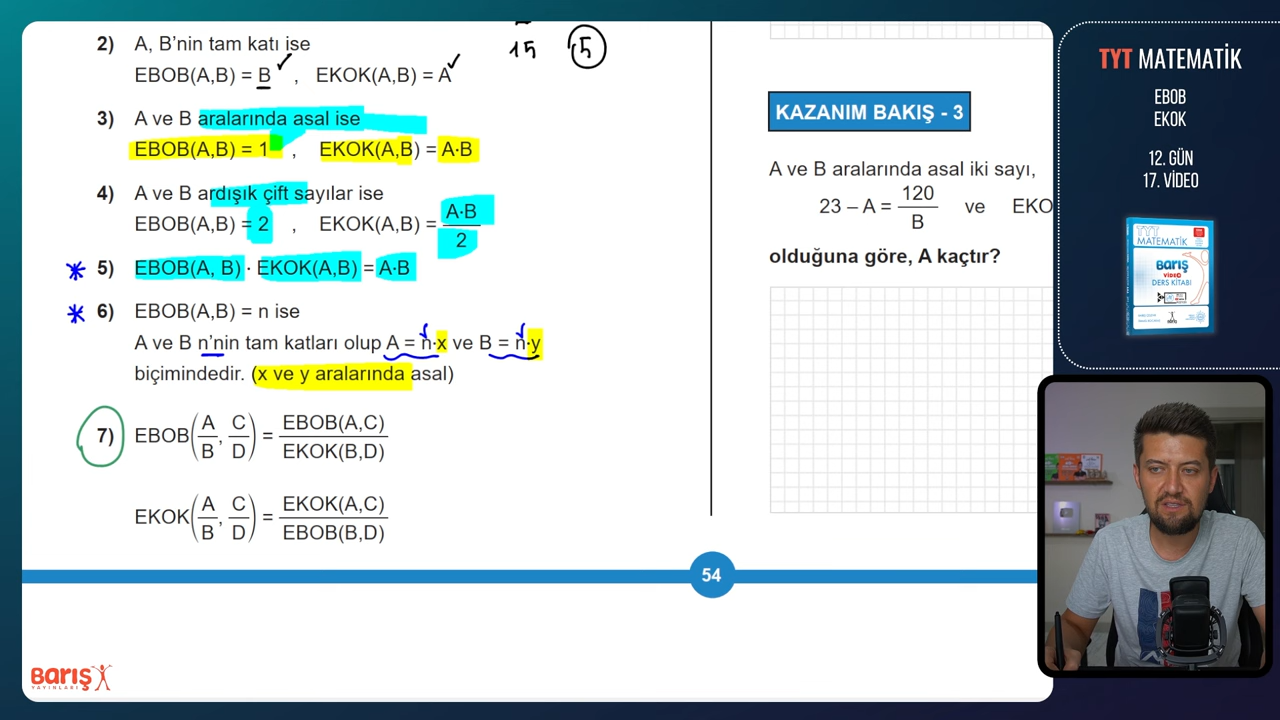 2) A, B'nin tam katı ise
EBOB(A,B) = B , EKOK(A,B) = A
15 5
3) A ve B aralarında asal ise
EBOB(A,B) = 1 , EKOK(A,B) = A·B
4) A ve B ardışık çift sayılar ise
EBOB(A,B) = 2 , EKOK(A,B) = A·B/2
5) EBOB(A, B) · EKOK(A,B) = A·B
6) EBOB(A,B) = n ise
A ve B n'nin tam katları olup A = n·x ve B = n·y
biçimindedir. (x ve y aralarında asal)
7) EBOB(A/B, C/D) = EBOB(A,C)/EKOK(B,D)
EKOK(A/B, C/D) = EKOK(A,C)/EBOB(B,D)
KAZANIM BAKIŞ - 3
A ve B aralarında asal iki sayı,
23 – A = 120/B ve EKO
olduğuna göre, A kaçtır?
54
BARIŞ
YAYINLARI
TYT MATEMATİK
EBOB
EKOK
12. GÜN
17. VİDEO
TYT
MATEMATİK
BARIŞ
VİDEO
DERS KİTABI